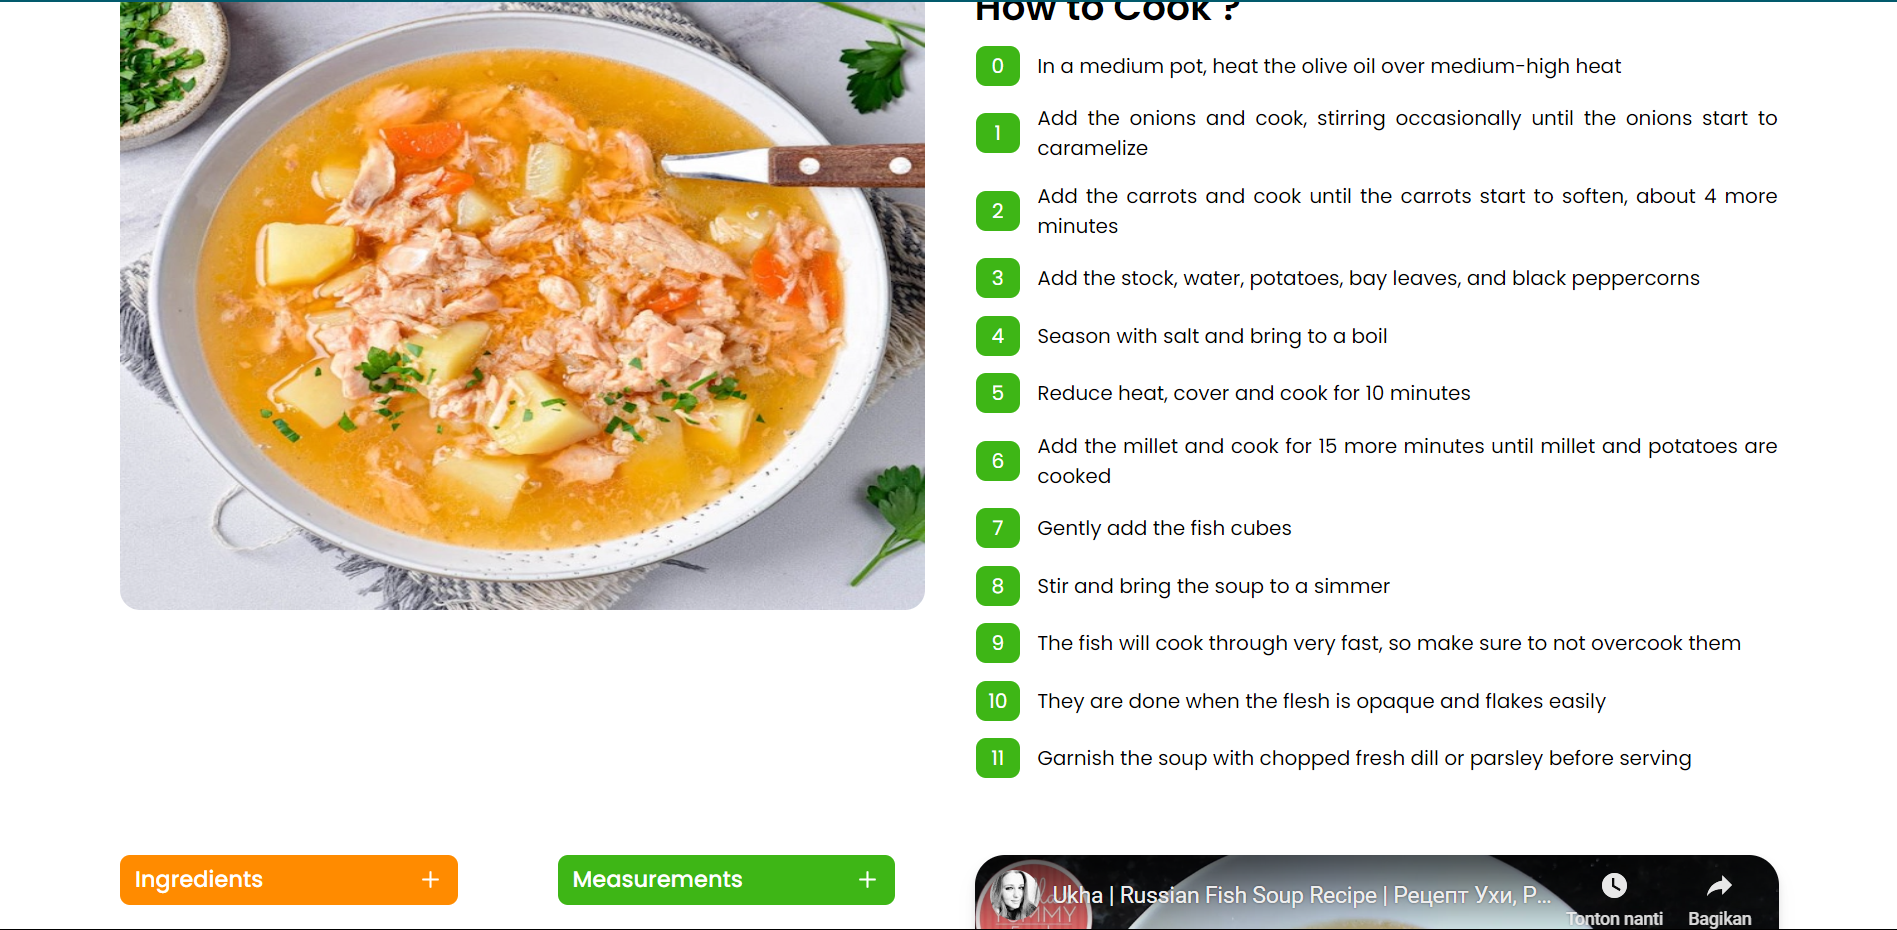 How to Cook ?
0 In a medium pot, heat the olive oil over medium-high heat
1 Add the onions and cook, stirring occasionally until the onions start to
caramelize
2 Add the carrots and cook until the carrots start to soften, about 4 more
minutes
3 Add the stock, water, potatoes, bay leaves, and black peppercorns
4 Season with salt and bring to a boil
5 Reduce heat, cover and cook for 10 minutes
6 Add the millet and cook for 15 more minutes until millet and potatoes are
cooked
7 Gently add the fish cubes
8 Stir and bring the soup to a simmer
9 The fish will cook through very fast, so make sure to not overcook them
10 They are done when the flesh is opaque and flakes easily
11 Garnish the soup with chopped fresh dill or parsley before serving
Ingredients +
Measurements +
Ukha | Russian Fish Soup Recipe | Рецепт Ухи, Р...
Tonton nanti
Bagikan
YUMMY